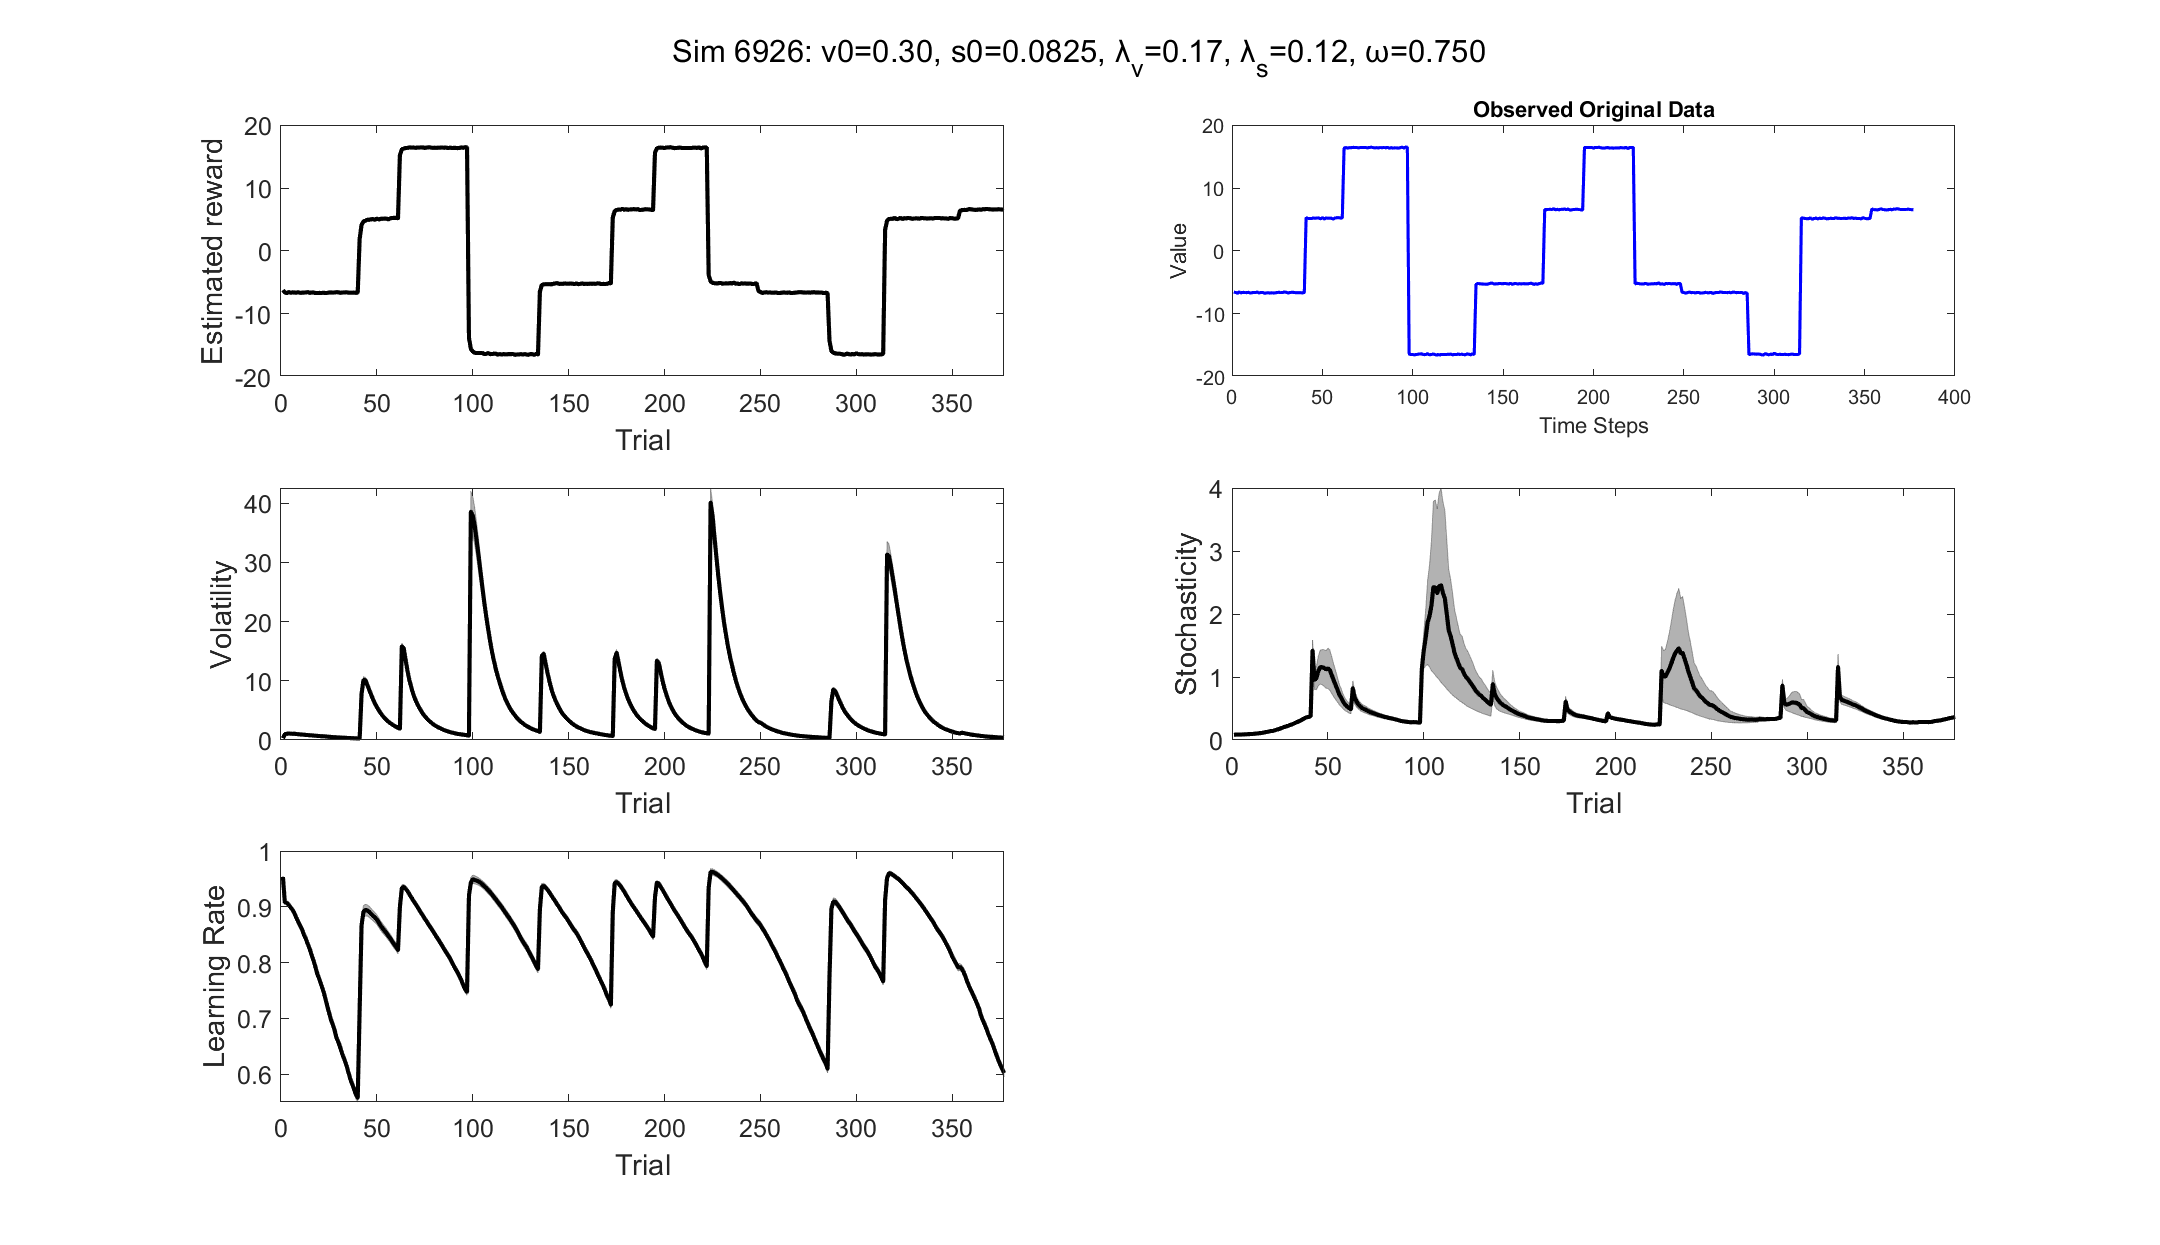 Sim 6926: v0=0.30, s0=0.0825, λ_v=0.17, λ_s=0.12, ω=0.750
Estimated reward
20
10
0
-10
-20
0 50 100 150 200 250 300 350
Trial
Observed Original Data
Value
20
10
0
-10
-20
0 50 100 150 200 250 300 350 400
Time Steps
Volatility
40
30
20
10
0
0 50 100 150 200 250 300 350
Trial
Stochasticity
4
3
2
1
0
0 50 100 150 200 250 300 350
Trial
Learning Rate
1
0.9
0.8
0.7
0.6
0 50 100 150 200 250 300 350
Trial